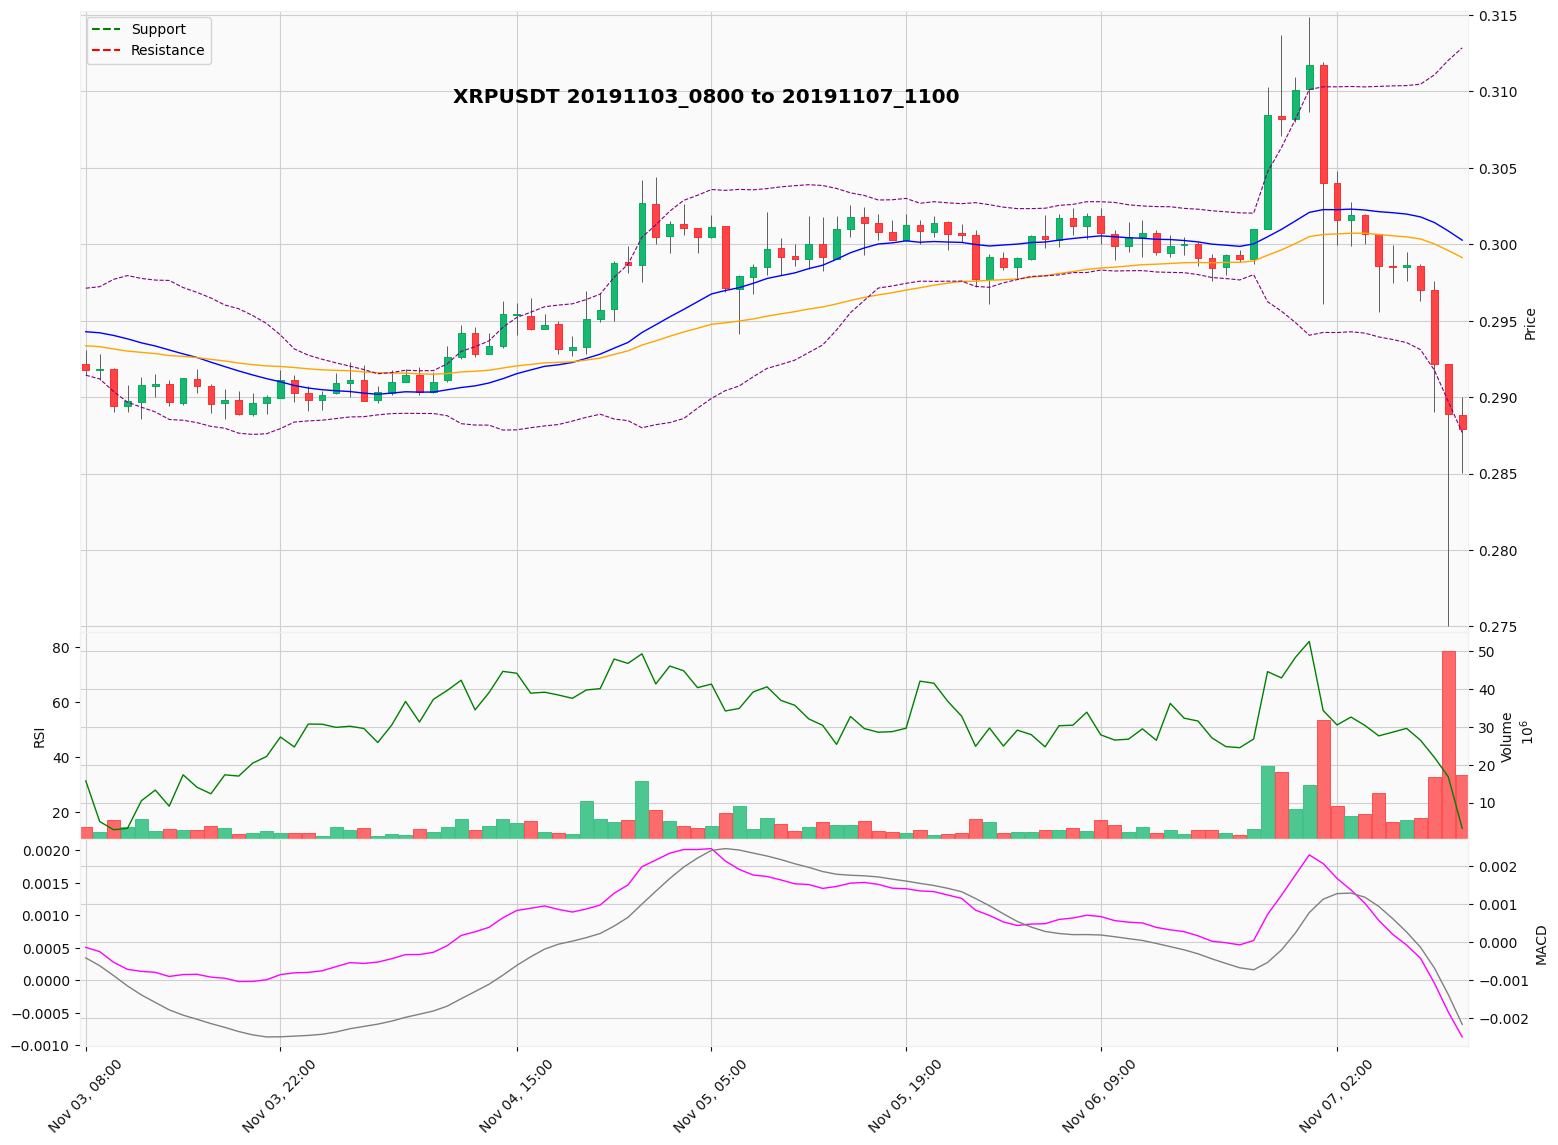 Support
Resistance
XRPUSDT 20191103_0800 to 20191107_1100
0.315
0.310
0.305
0.300
0.295
0.290
0.285
0.280
0.275
Price
80
60
40
20
RSI
50
40
30
20
10
Volume
10^6
0.0020
0.0015
0.0010
0.0005
0.0000
−0.0005
−0.0010
0.002
0.001
0.000
−0.001
−0.002
MACD
Nov 03, 08:00
Nov 03, 22:00
Nov 04, 15:00
Nov 05, 05:00
Nov 05, 19:00
Nov 06, 09:00
Nov 07, 02:00